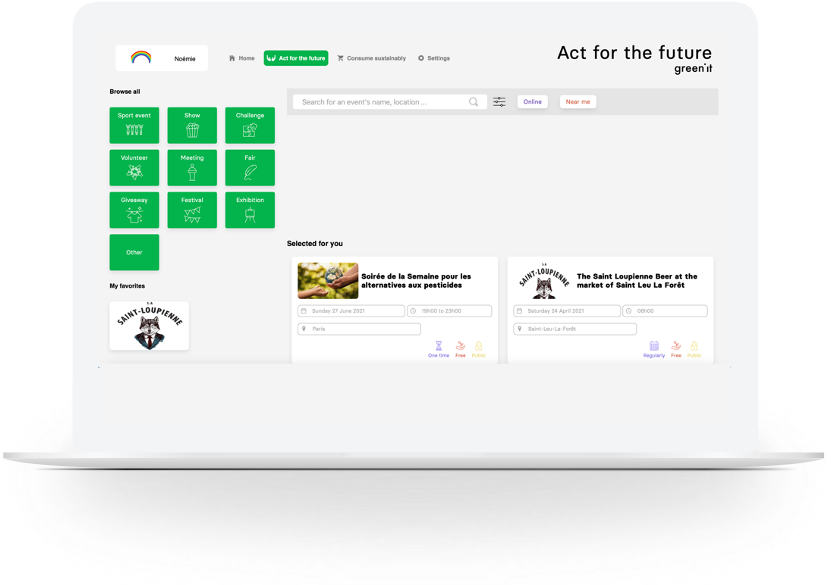 Noémie
Home
Act for the future
Consume sustainably
Settings
Act for the future
green'it
Browse all
Sport event
Show
Challenge
Volunteer
Meeting
Fair
Giveaway
Festival
Exhibition
Other
My favorites
LA
SAINT-LOUPIENNE
Search for an event's name, location ...
Online
Near me
Selected for you
Soirée de la Semaine pour les
alternatives aux pesticides
Sunday 27 June 2021
19h00 to 23h00
Paris
One time
Free
Public
LA
SAINT-LOUPIENNE
The Saint Loupienne Beer at the
market of Saint Leu La Forêt
Saturday 24 April 2021
08h00
Saint-Leu-La-Forêt
Regularly
Free
Public